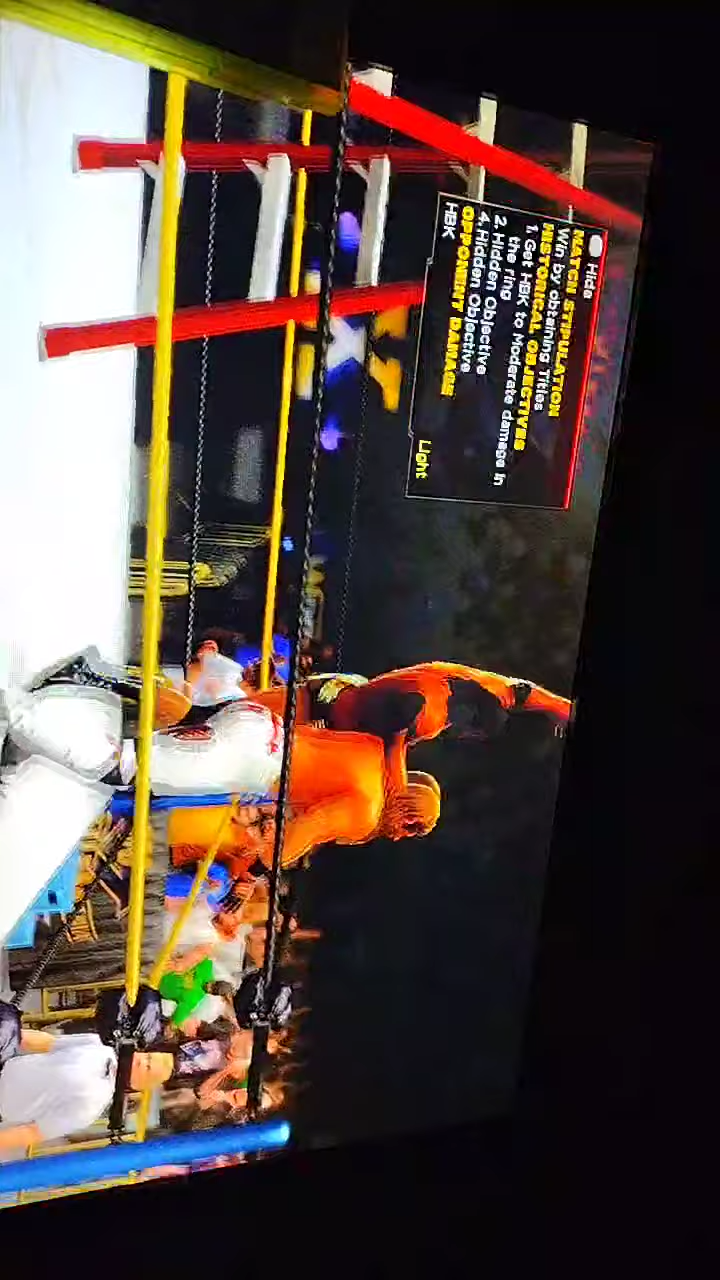 Hide
MATCH STIPULATION
Win by obtaining Titles
HISTORICAL OBJECTIVES
1. Get HBK to Moderate damage in
the ring
2. Hidden Objective
4. Hidden Objective
OPPONENT DAMAGE
HBK Light